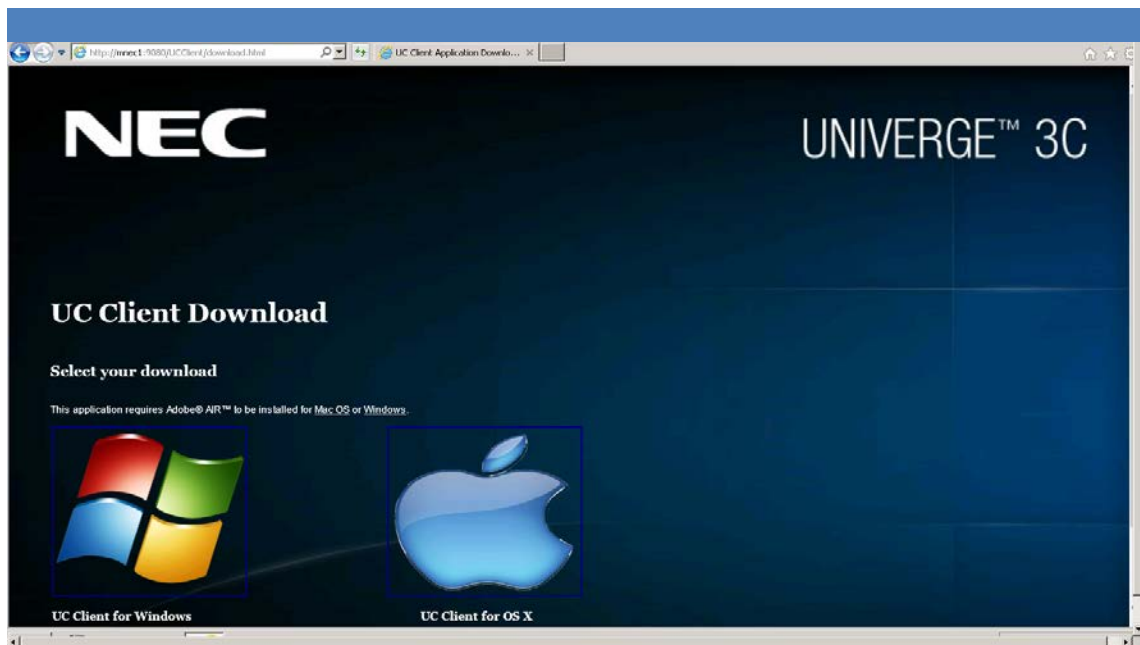 http://mnec1:9080/UCClient/download.html
UC Client Application Downlo...
NEC
UNIVERGE™ 3C
UC Client Download
Select your download
This application requires Adobe® AIR™ to be installed for Mac OS or Windows.
UC Client for Windows
UC Client for OS X